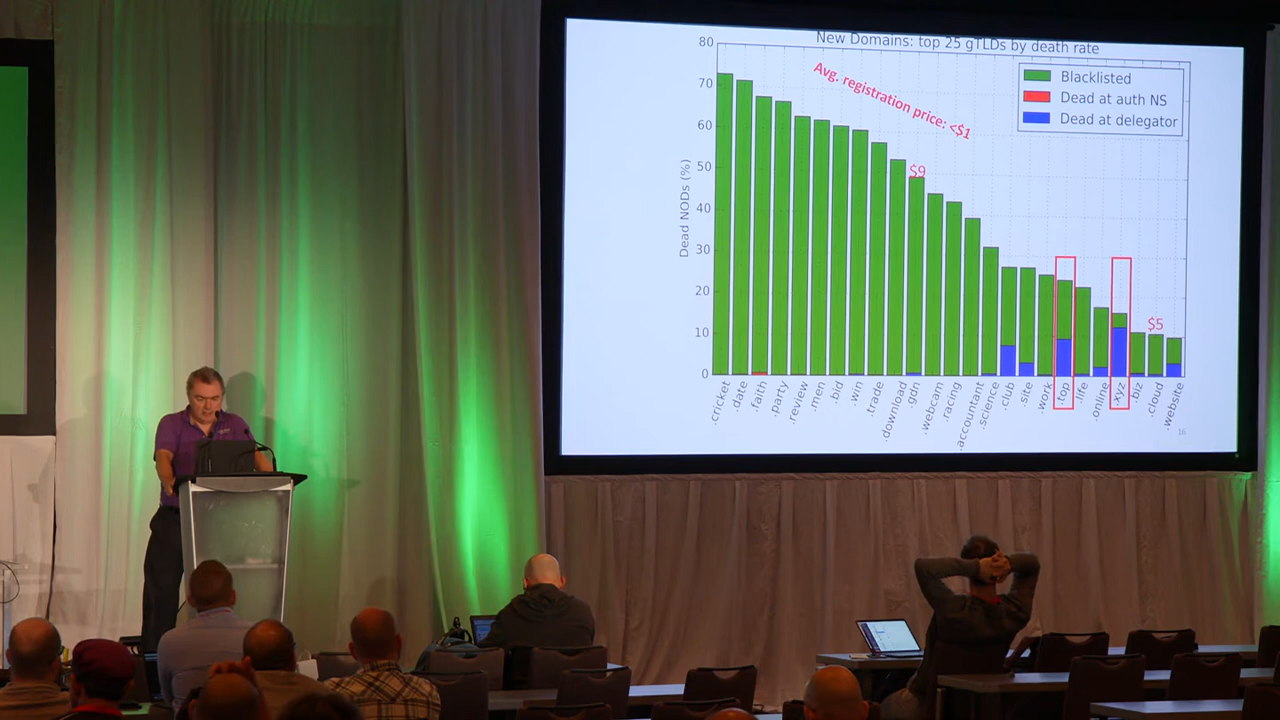 New Domains: top 25 gTLDs by death rate
Avg. registration price: <$1
Blacklisted
Dead at auth NS
Dead at delegator
Dead NODs (%)
80
70
60
50
40
30
20
10
0
$9
$5
.cricket
.date
.faith
.party
.review
.men
.bid
.win
.trade
.download
.gdn
.webcam
.racing
.accountant
.science
.club
.site
.work
.top
.life
.online
.xyz
.biz
.cloud
.website
16